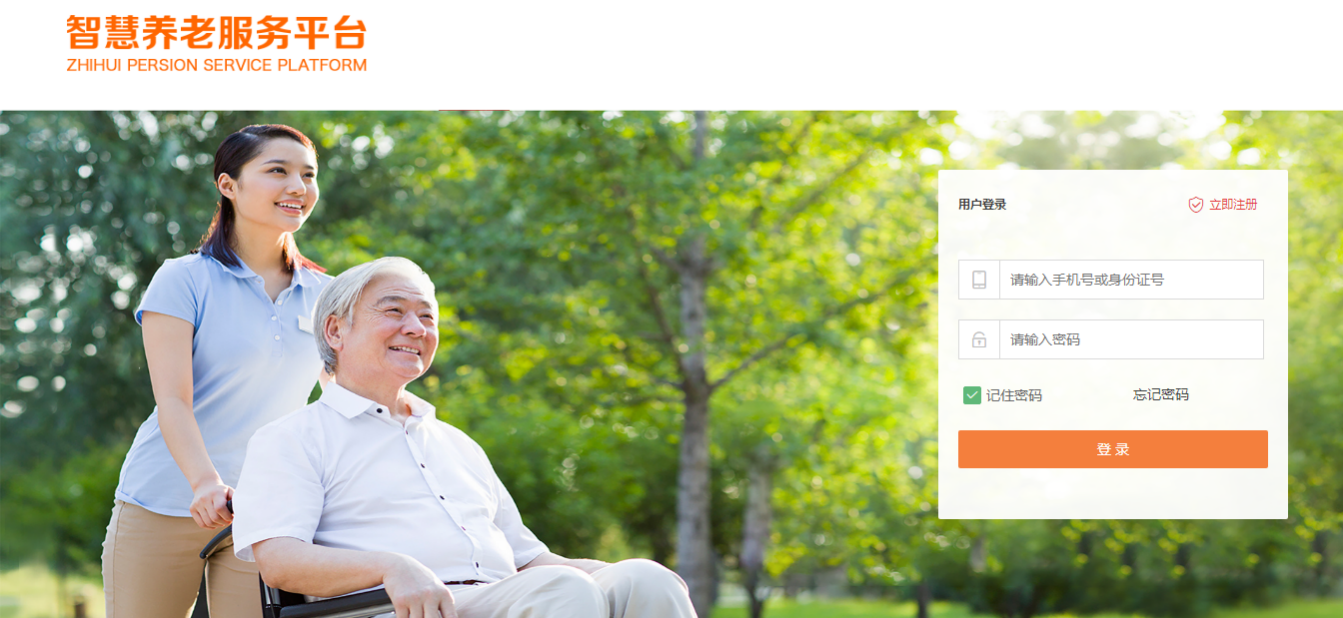 智慧养老服务平台
ZHIHUI PERSION SERVICE PLATFORM
用户登录
立即注册
请输入手机号或身份证号
请输入密码
记住密码
忘记密码
登 录